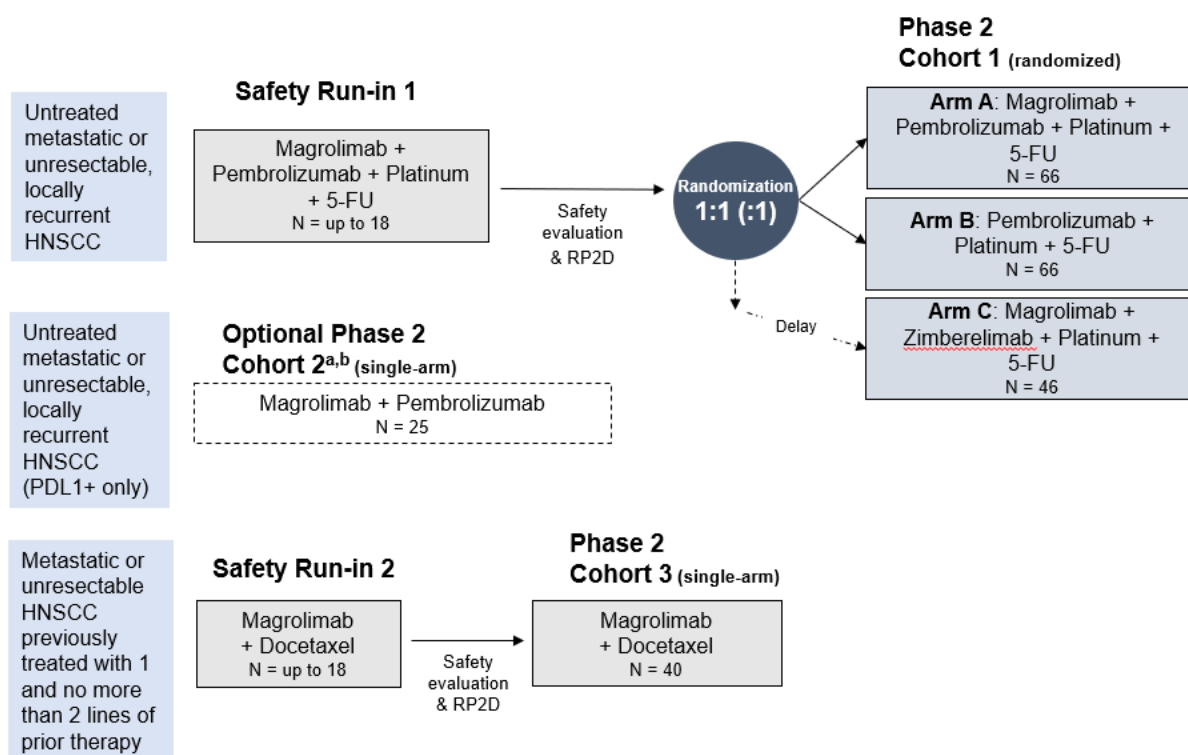 Phase 2
Cohort 1 (randomized)
Untreated
metastatic or
unresectable,
locally
recurrent
HNSCC
Safety Run-in 1
Magrolimab +
Pembrolizumab + Platinum
+ 5-FU
N = up to 18
Safety
evaluation
& RP2D
Randomization
1:1 (:1)
Delay
Arm A: Magrolimab +
Pembrolizumab + Platinum +
5-FU
N = 66
Arm B: Pembrolizumab +
Platinum + 5-FU
N = 66
Arm C: Magrolimab +
Zimberelimab + Platinum +
5-FU
N = 46
Untreated
metastatic or
unresectable,
locally
recurrent
HNSCC
(PDL1+ only)
Optional Phase 2
Cohort 2a,b (single-arm)
Magrolimab + Pembrolizumab
N = 25
Metastatic or
unresectable
HNSCC
previously
treated with 1
and no more
than 2 lines of
prior therapy
Safety Run-in 2
Magrolimab
+ Docetaxel
N = up to 18
Safety
evaluation
& RP2D
Phase 2
Cohort 3 (single-arm)
Magrolimab
+ Docetaxel
N = 40